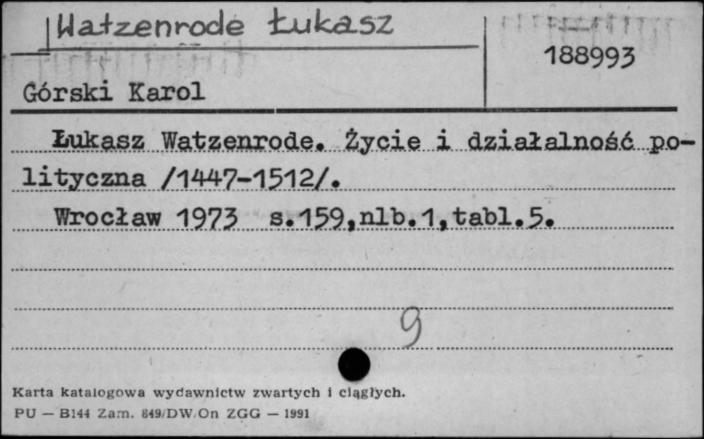 Watzenrode Łukasz
188993
Górski Karol
Łukasz Watzenrode. Życie i działalność po-
lityczna /1447-1512/.
Wrocław 1973 s.159,nlb.1,tabl.5.
9
Karta katalogowa wydawnictw zwartych i ciągłych.
PU — B144 Zam. 849/DW/On ZGG — 1991